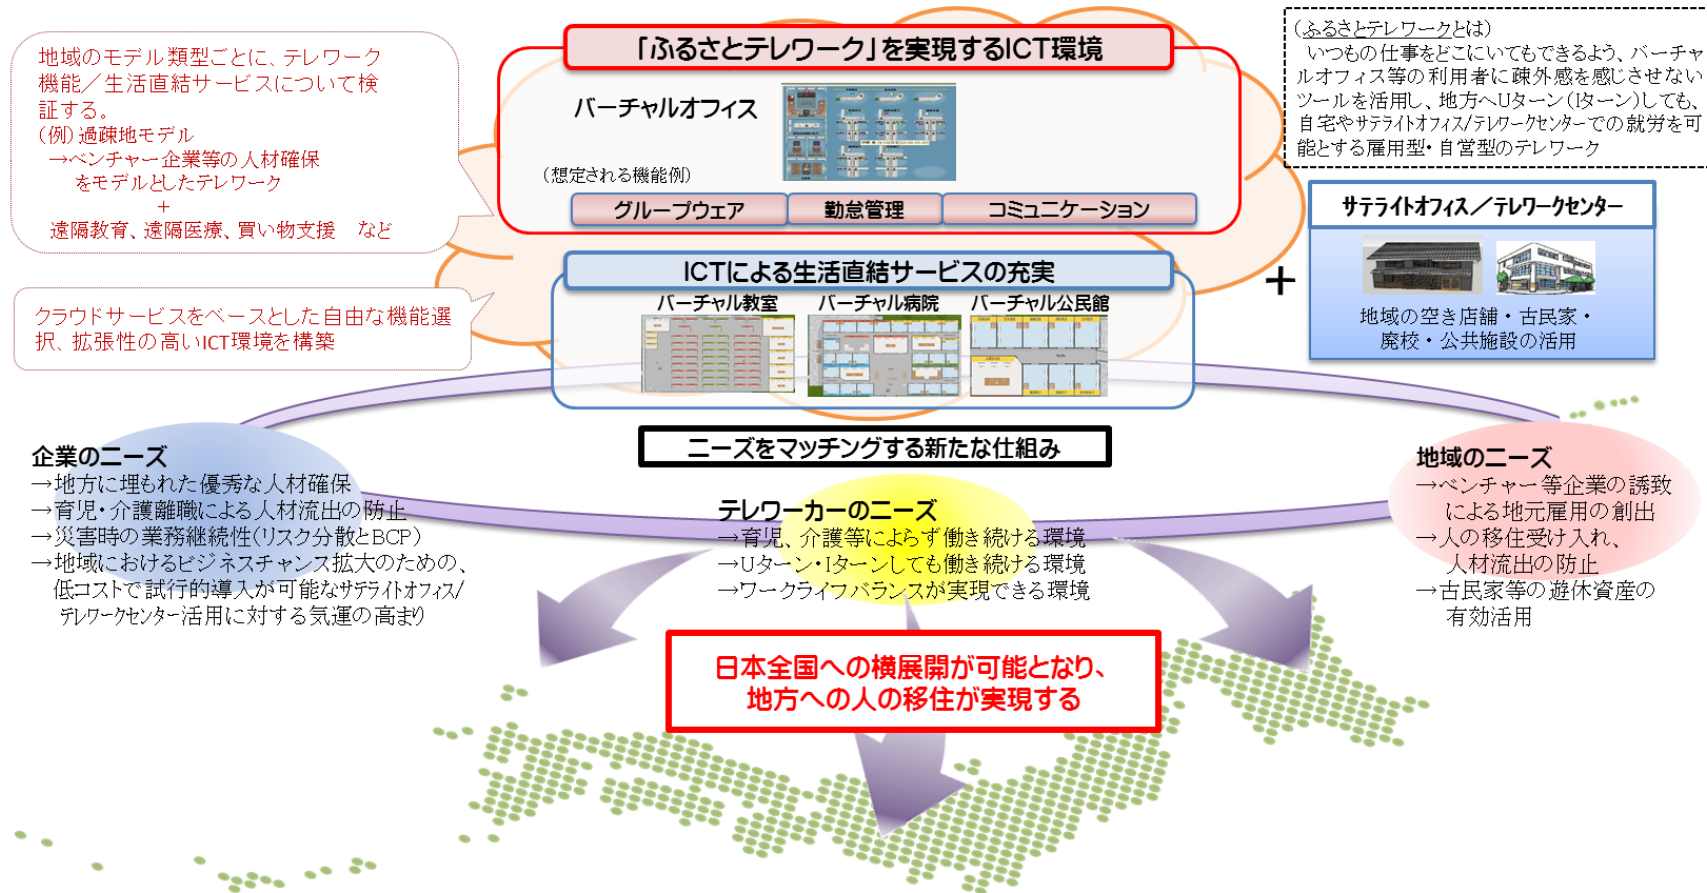 地域のモデル類型ごとに、テレワーク
機能／生活直結サービスについて検
証する。
（例）過疎地モデル
→ベンチャー企業等の人材確保
をモデルとしたテレワーク
+
遠隔教育、遠隔医療、買い物支援　など
クラウドサービスをベースとした自由な機能選
択、拡張性の高いICT環境を構築
「ふるさとテレワーク」を実現するICT環境
バーチャルオフィス
（想定される機能例）
グループウェア
勤怠管理
コミュニケーション
ICTによる生活直結サービスの充実
バーチャル教室
バーチャル病院
バーチャル公民館
（ふるさとテレワークとは）
いつもの仕事をどこにいてもできるよう、バーチャ
ルオフィス等の利用者に疎外感を感じさせない
ツールを活用し、地方へUターン（Iターン）しても、
自宅やサテライトオフィス/テレワークセンターでの就労を可
能とする雇用型・自営型のテレワーク
+
サテライトオフィス／テレワークセンター
地域の空き店舗・古民家・
廃校・公共施設の活用
ニーズをマッチングする新たな仕組み
企業のニーズ
→地方に埋もれた優秀な人材確保
→育児・介護離職による人材流出の防止
→災害時の業務継続性(リスク分散とBCP)
→地域におけるビジネスチャンス拡大のための、
低コストで試行的導入が可能なサテライトオフィス/
テレワークセンター活用に対する気運の高まり
テレワーカーのニーズ
→育児、介護等によらず働き続ける環境
→Uターン・Iターンしても働き続ける環境
→ワークライフバランスが実現できる環境
地域のニーズ
→ベンチャー等企業の誘致
による地元雇用の創出
→人の移住受け入れ、
人材流出の防止
→古民家等の遊休資産の
有効活用
日本全国への横展開が可能となり、
地方への人の移住が実現する